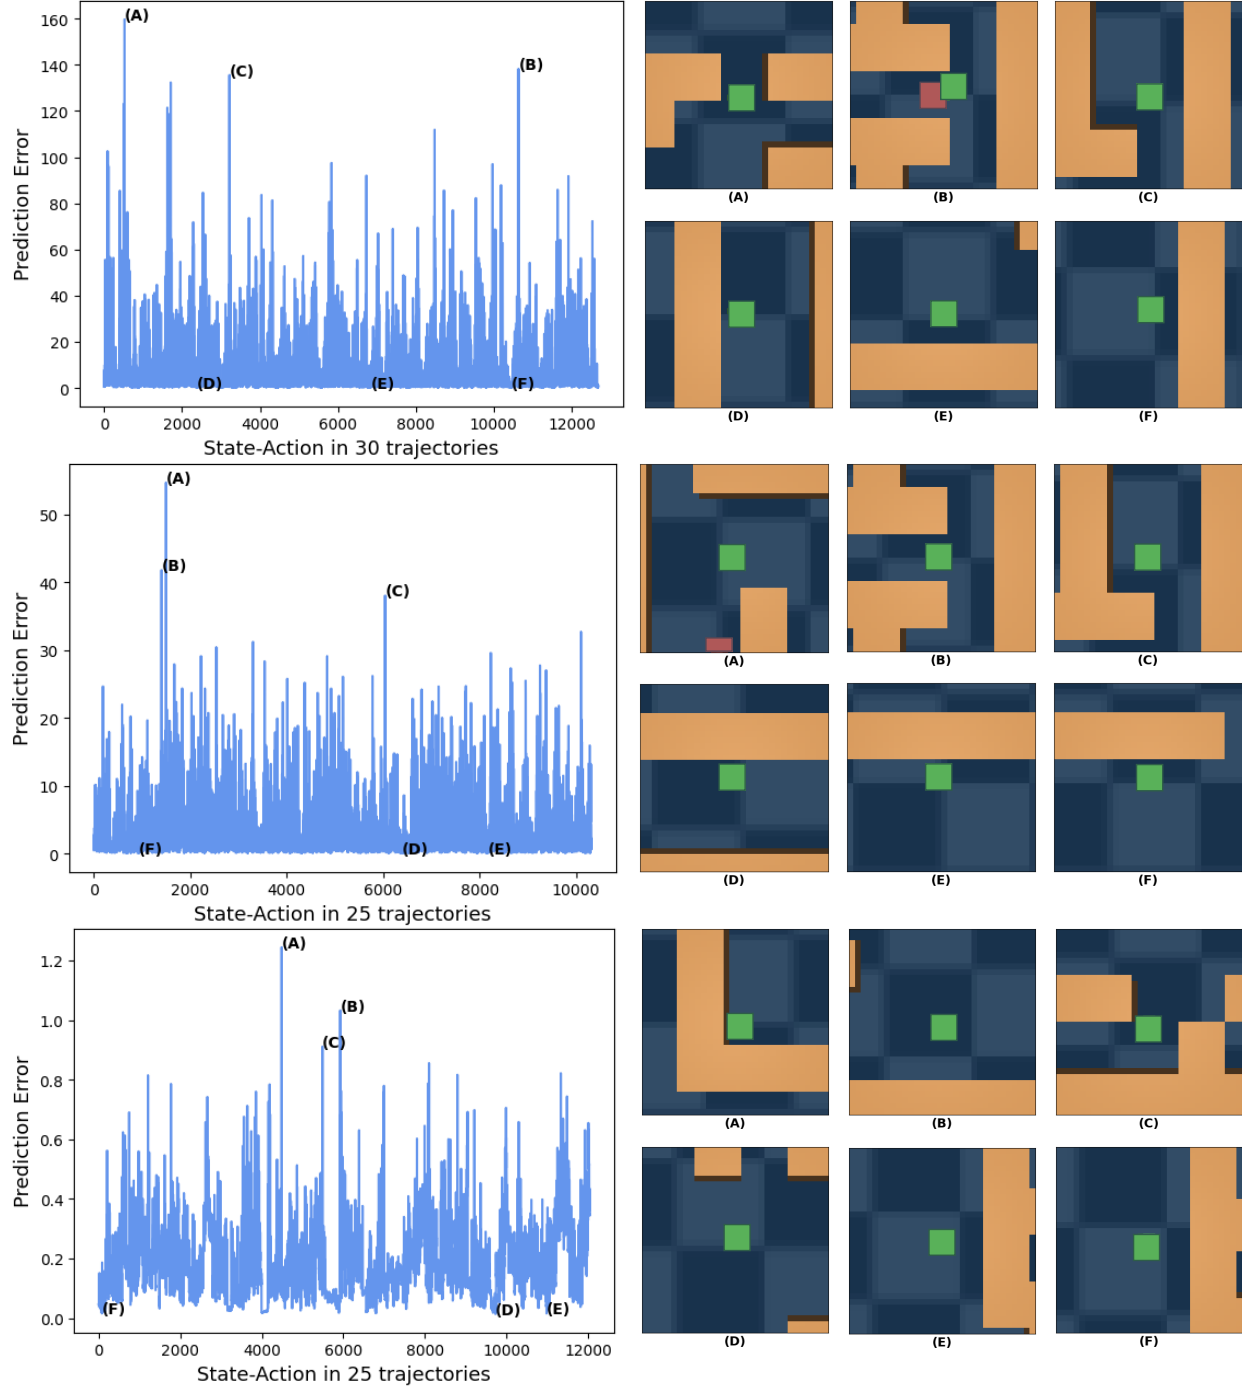 160
140
120
100
80
60
40
20
0
Prediction Error
(A)
(C)
(B)
(D)
(E)
(F)
0 2000 4000 6000 8000 10000 12000
State-Action in 30 trajectories
(A) (B) (C)
(D) (E) (F)
50
40
30
20
10
0
Prediction Error
(A)
(B)
(C)
(F)
(D)
(E)
0 2000 4000 6000 8000 10000
State-Action in 25 trajectories
(A) (B) (C)
(D) (E) (F)
1.2
1.0
0.8
0.6
0.4
0.2
0.0
Prediction Error
(A)
(B)
(C)
(F)
(D)
(E)
0 2000 4000 6000 8000 10000 12000
State-Action in 25 trajectories
(A) (B) (C)
(D) (E) (F)